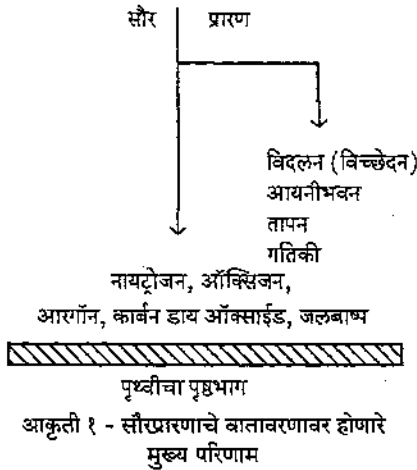 सौर प्रारण
विदलन (विच्छेदन)
आयनीभवन
तापन
गतिकी
नायट्रोजन, ऑक्सिजन,
आरगॉन, कार्बन डाय ऑक्साईड, जलबाष्प
पृथ्वीचा पृष्ठभाग
आकृती १ - सौरप्रारणाचे वातावरणावर होणारे
मुख्य परिणाम